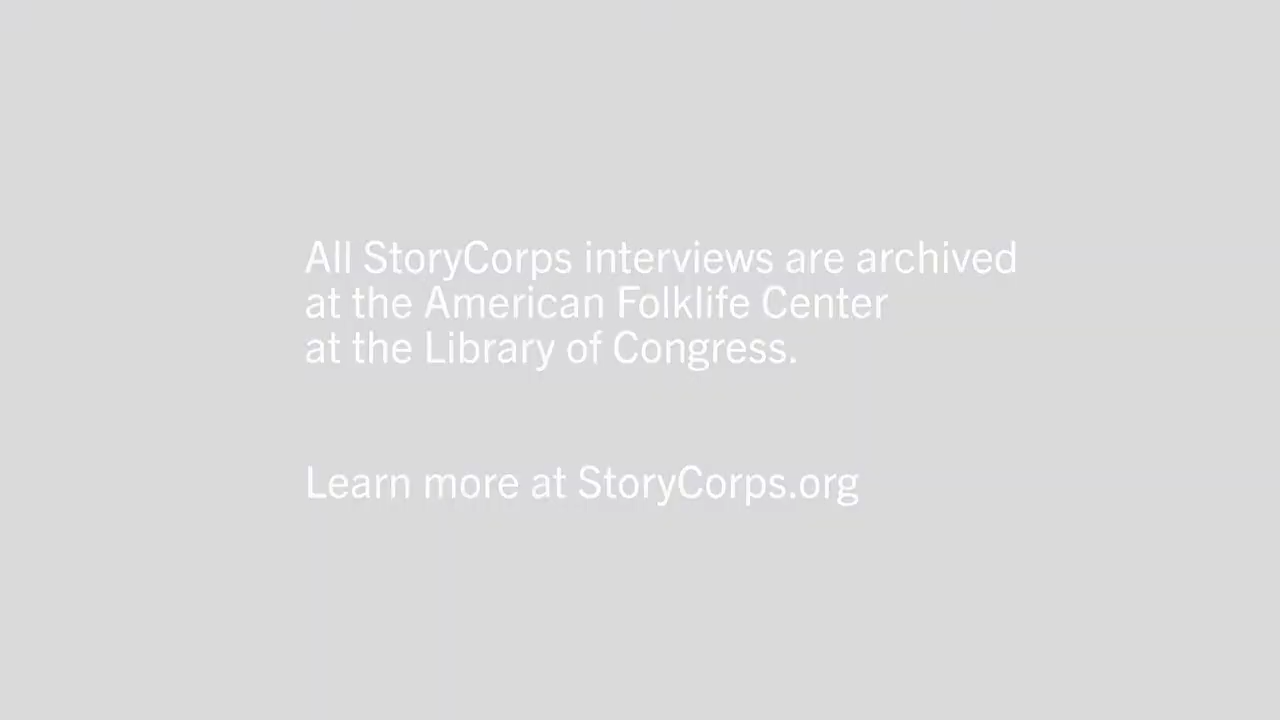 All StoryCorps interviews are archived
at the American Folklife Center
at the Library of Congress.
Learn more at StoryCorps.org